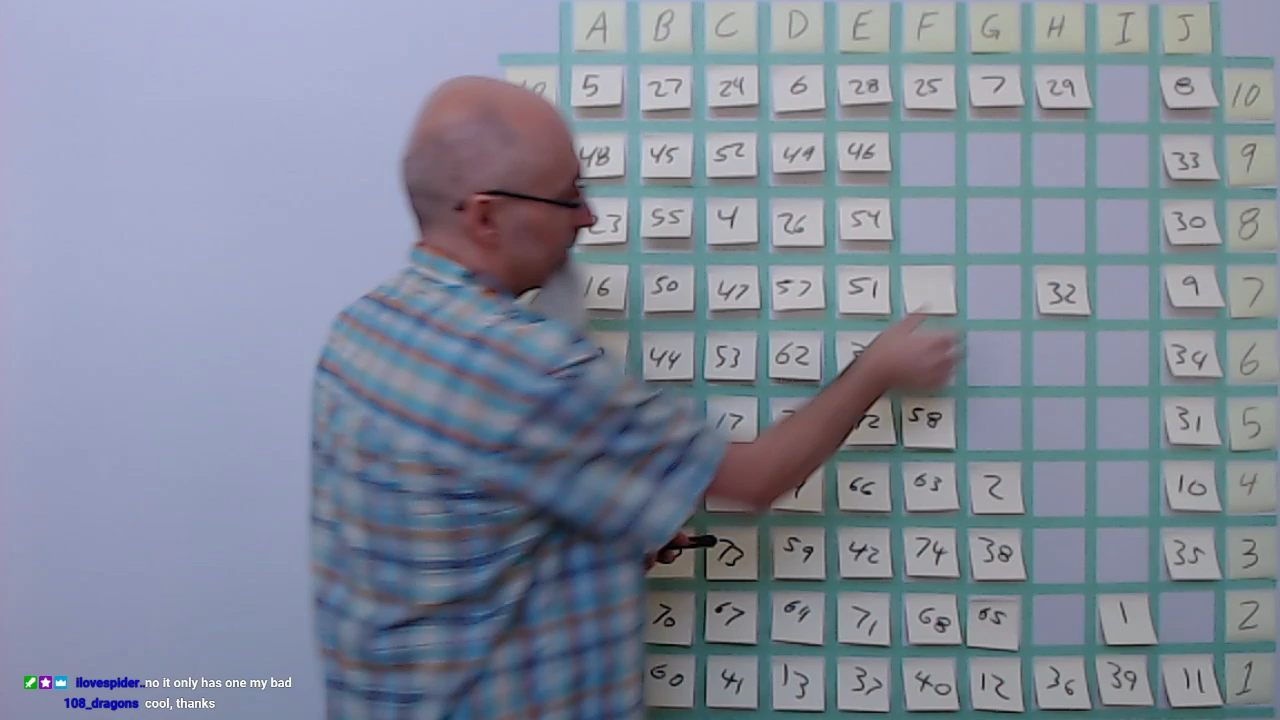 A B C D E F G H I J
5 27 24 6 28 25 7 29 8 10
48 45 52 49 46 33 9
23 55 4 26 54 30 8
16 50 47 57 51 32 9 7
44 53 62 34 6
17 58 31 5
66 63 2 10 4
73 59 42 74 38 35 3
70 67 64 71 68 65 1 2
60 41 13 37 40 12 36 39 11 1
ilovespider..no it only has one my bad
108_dragons cool, thanks